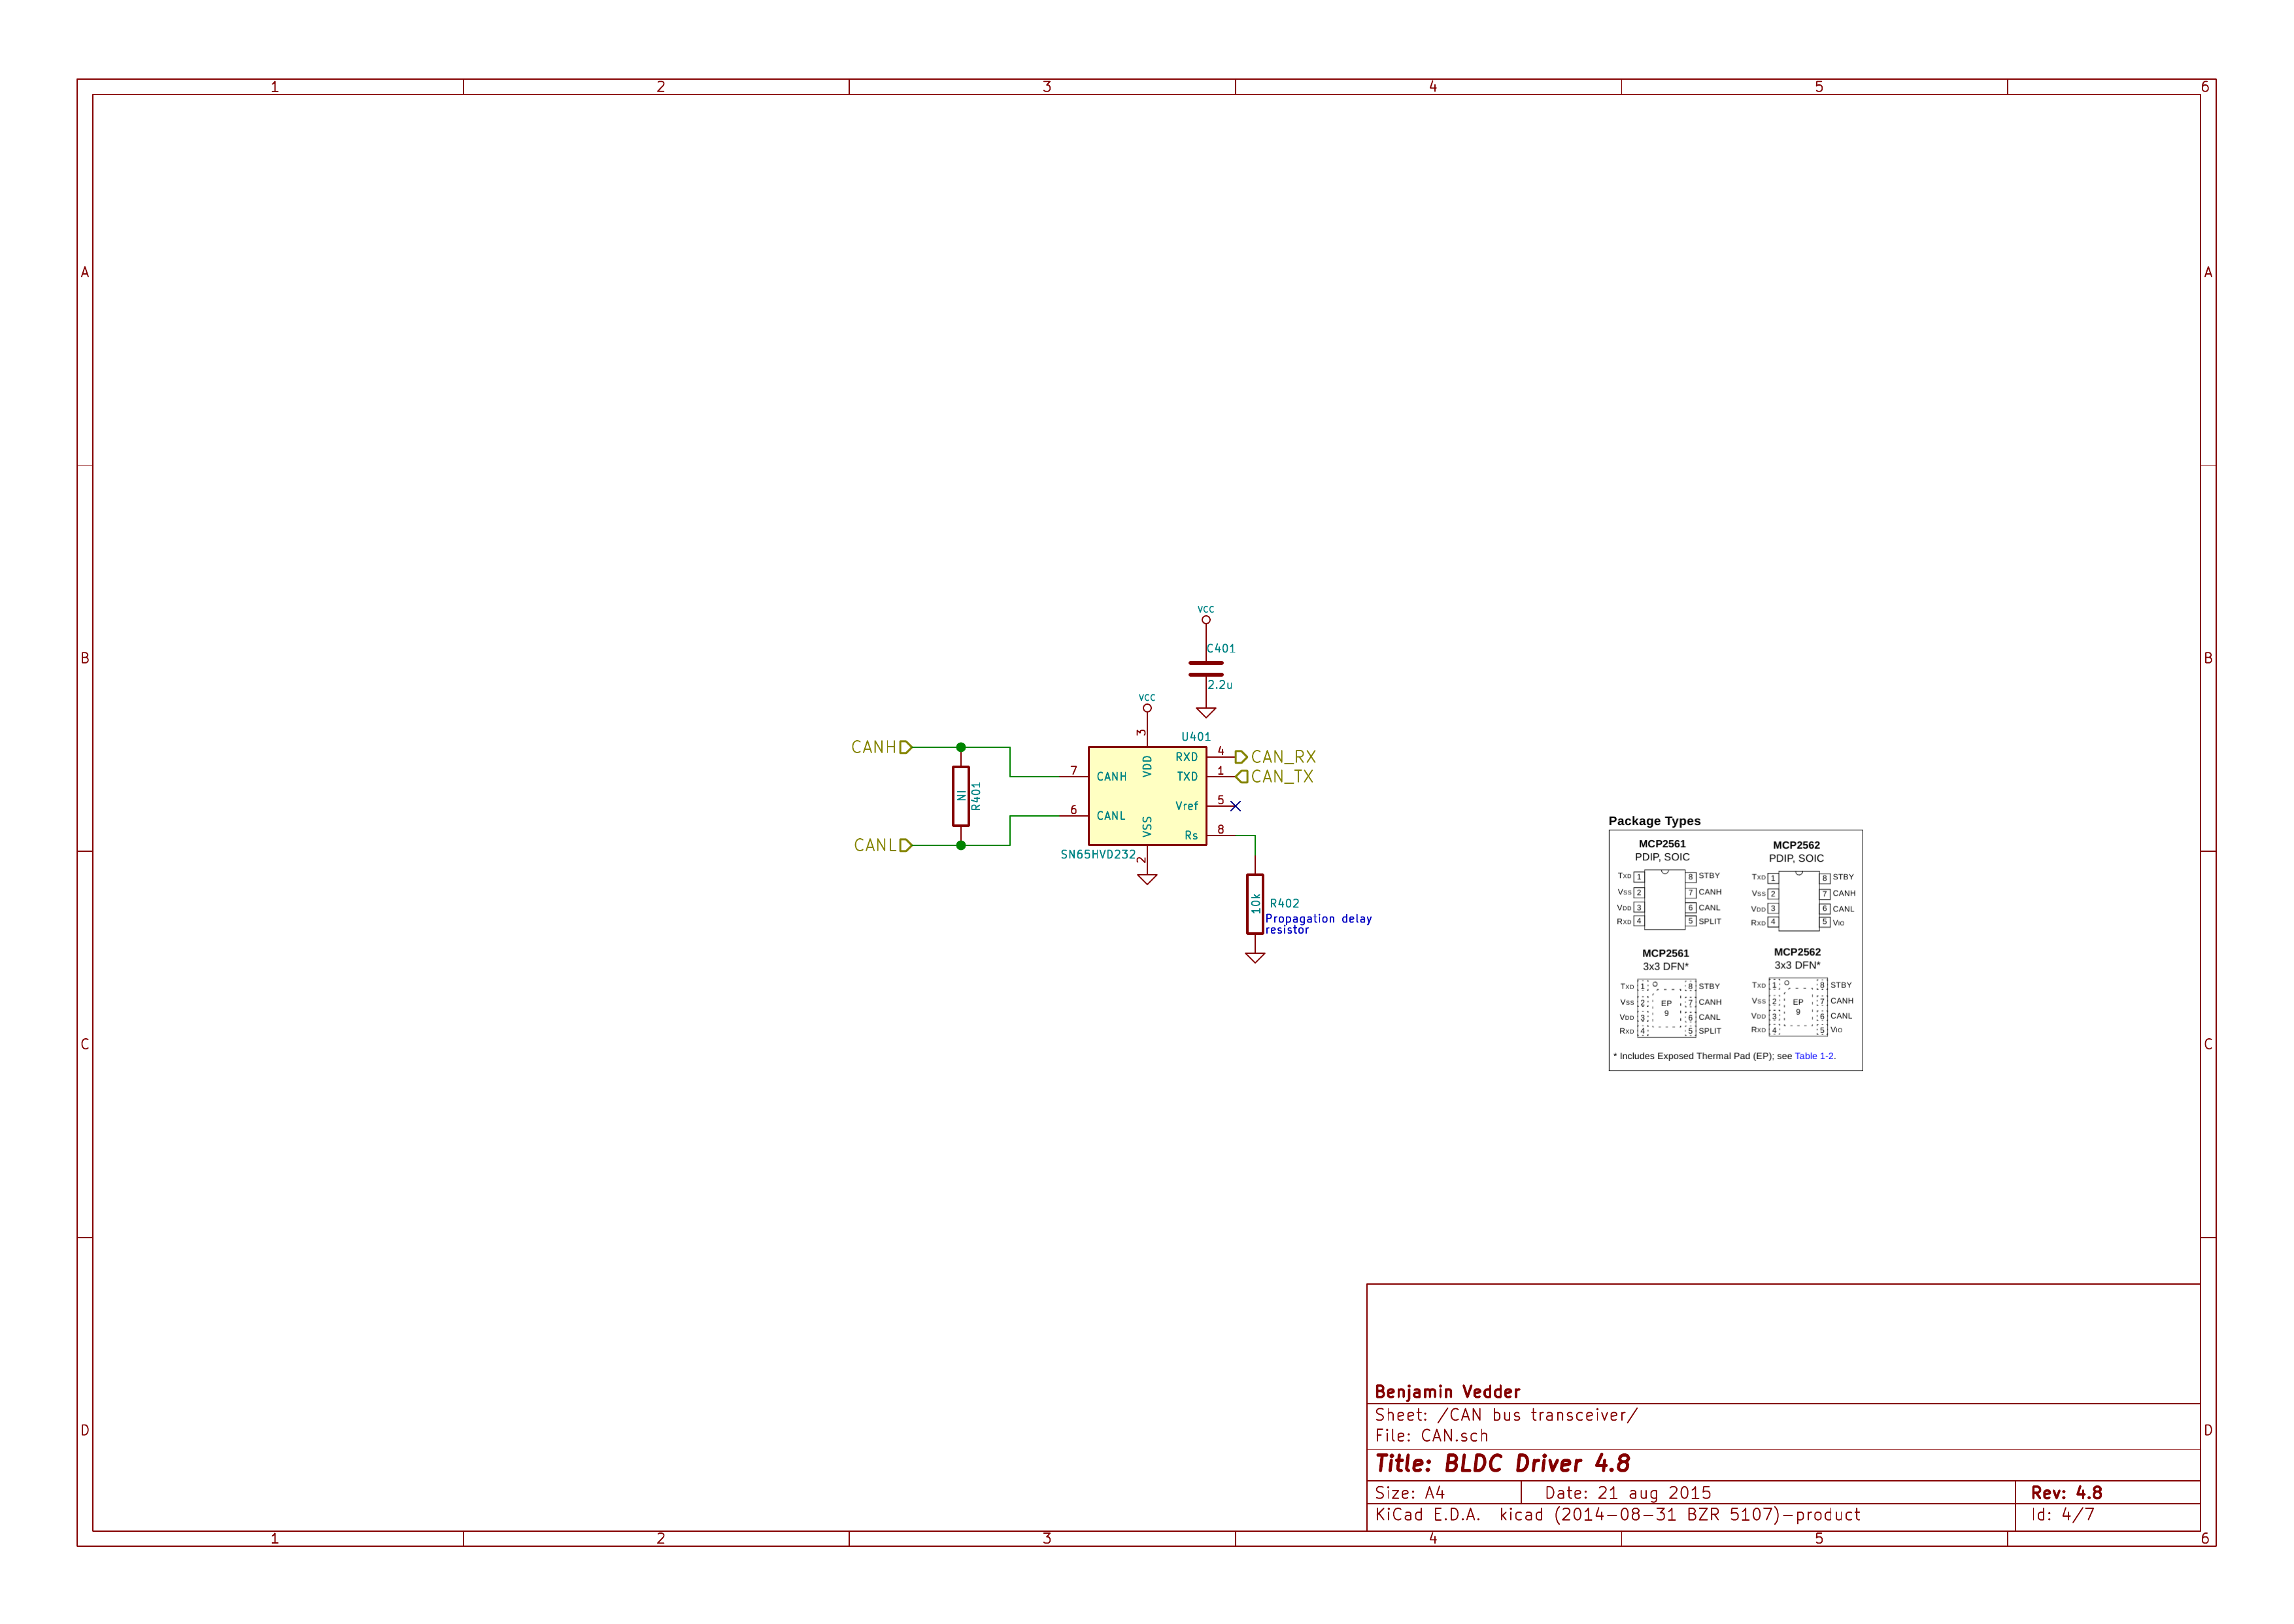 1 2 3 4 5 6
A A
B B
C C
D D
VCC
C401
2.2u
VCC
3
U401
CANH
7 CANH
VDD
RXD 4 CAN_RX
TXD 1 CAN_TX
NI
R401
Vref 5
6 CANL
VSS
Rs 8
CANL
SN65HVD232
2
10k
R402
Propagation delay
resistor
Package Types
MCP2561
PDIP, SOIC
TXD 1 8 STBY
VSS 2 7 CANH
VDD 3 6 CANL
RXD 4 5 SPLIT
MCP2562
PDIP, SOIC
TXD 1 8 STBY
VSS 2 7 CANH
VDD 3 6 CANL
RXD 4 5 VIO
MCP2561
3x3 DFN*
TXD 1 8 STBY
VSS 2 EP 7 CANH
VDD 3 9 6 CANL
RXD 4 5 SPLIT
MCP2562
3x3 DFN*
TXD 1 8 STBY
VSS 2 EP 7 CANH
VDD 3 9 6 CANL
RXD 4 5 VIO
* Includes Exposed Thermal Pad (EP); see Table 1-2.
Benjamin Vedder
Sheet: /CAN bus transceiver/
File: CAN.sch
Title: BLDC Driver 4.8
Size: A4 Date: 21 aug 2015 Rev: 4.8
KiCad E.D.A. kicad (2014-08-31 BZR 5107)-product Id: 4/7
1 2 3 4 5 6